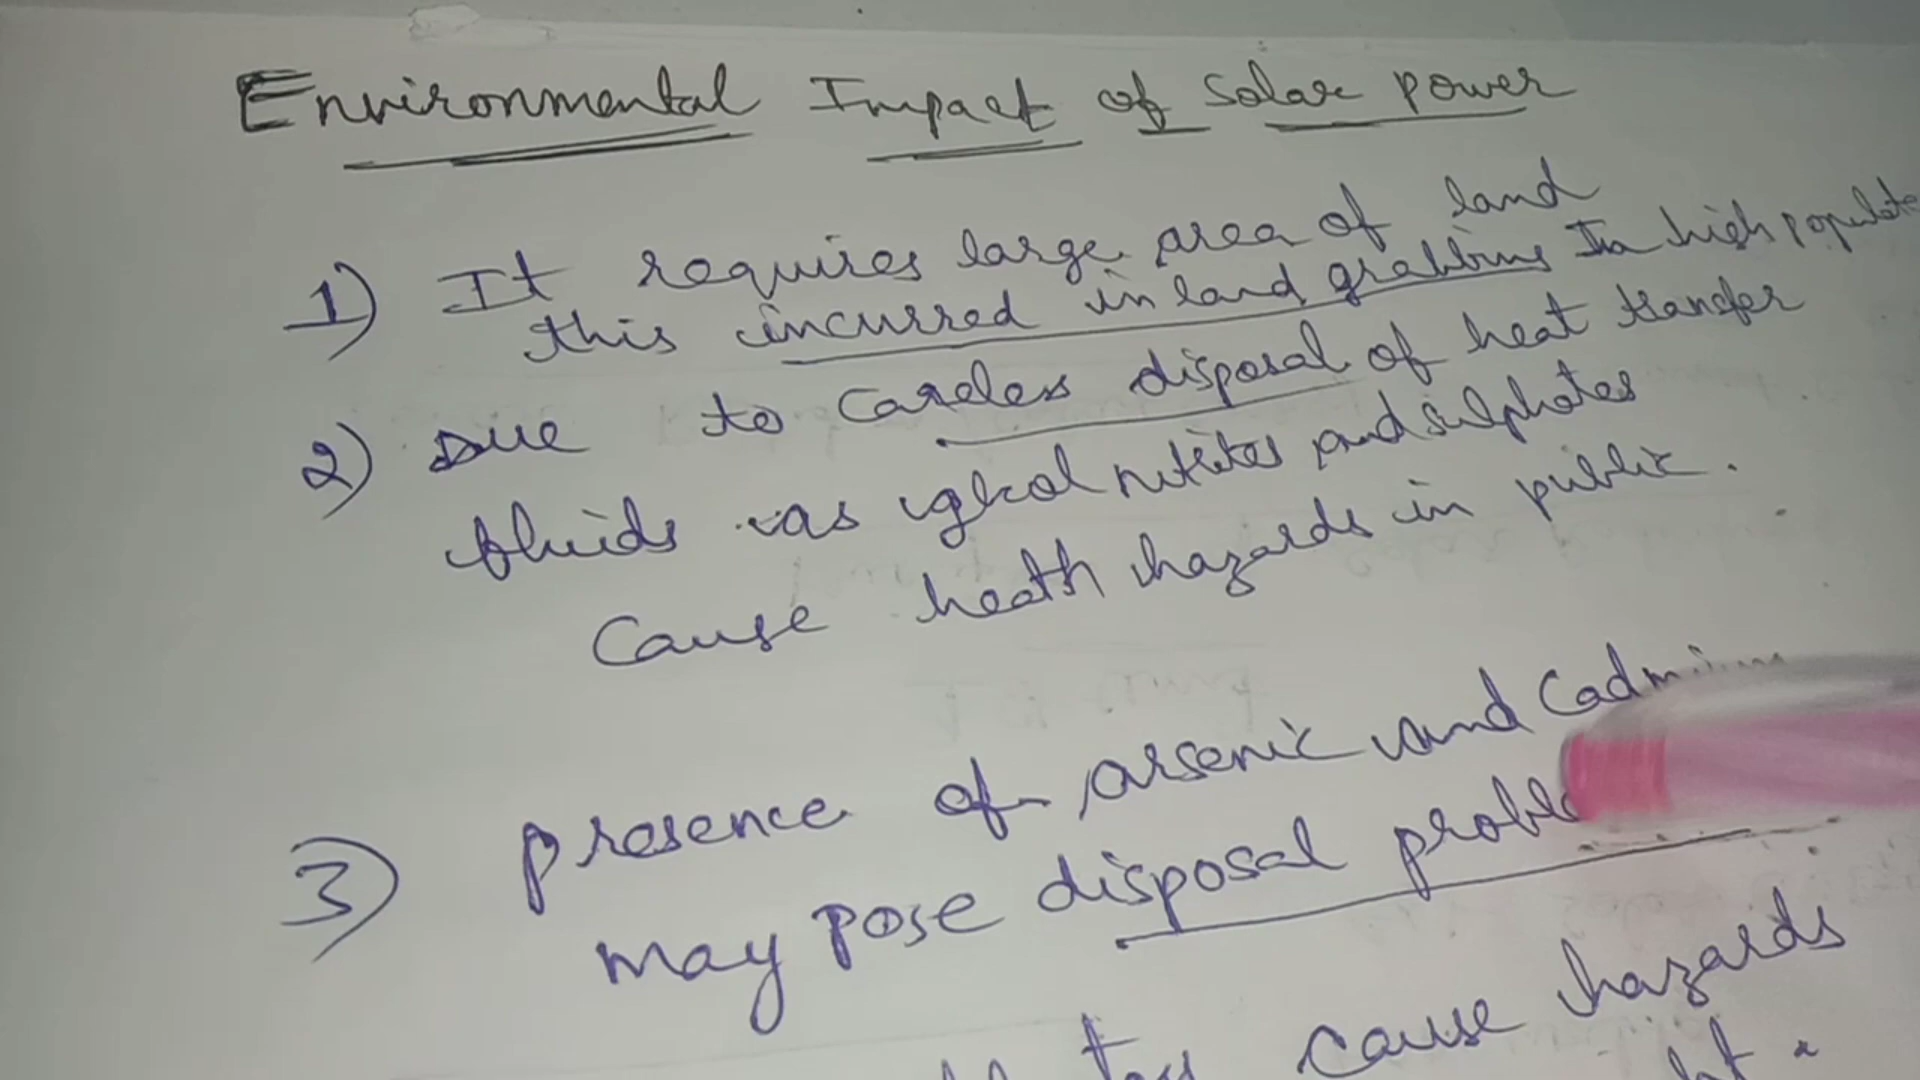 Environmental Impact of Solar Power
1) It requires large area of land
this incurred in land grabbing In high
2) Due to careless disposal of heat transfer
fluids as nitrites and sulphates
Cause heath hazards in public.
3) presence of arsenic and Cadmium
may pose disposal
cause hazards